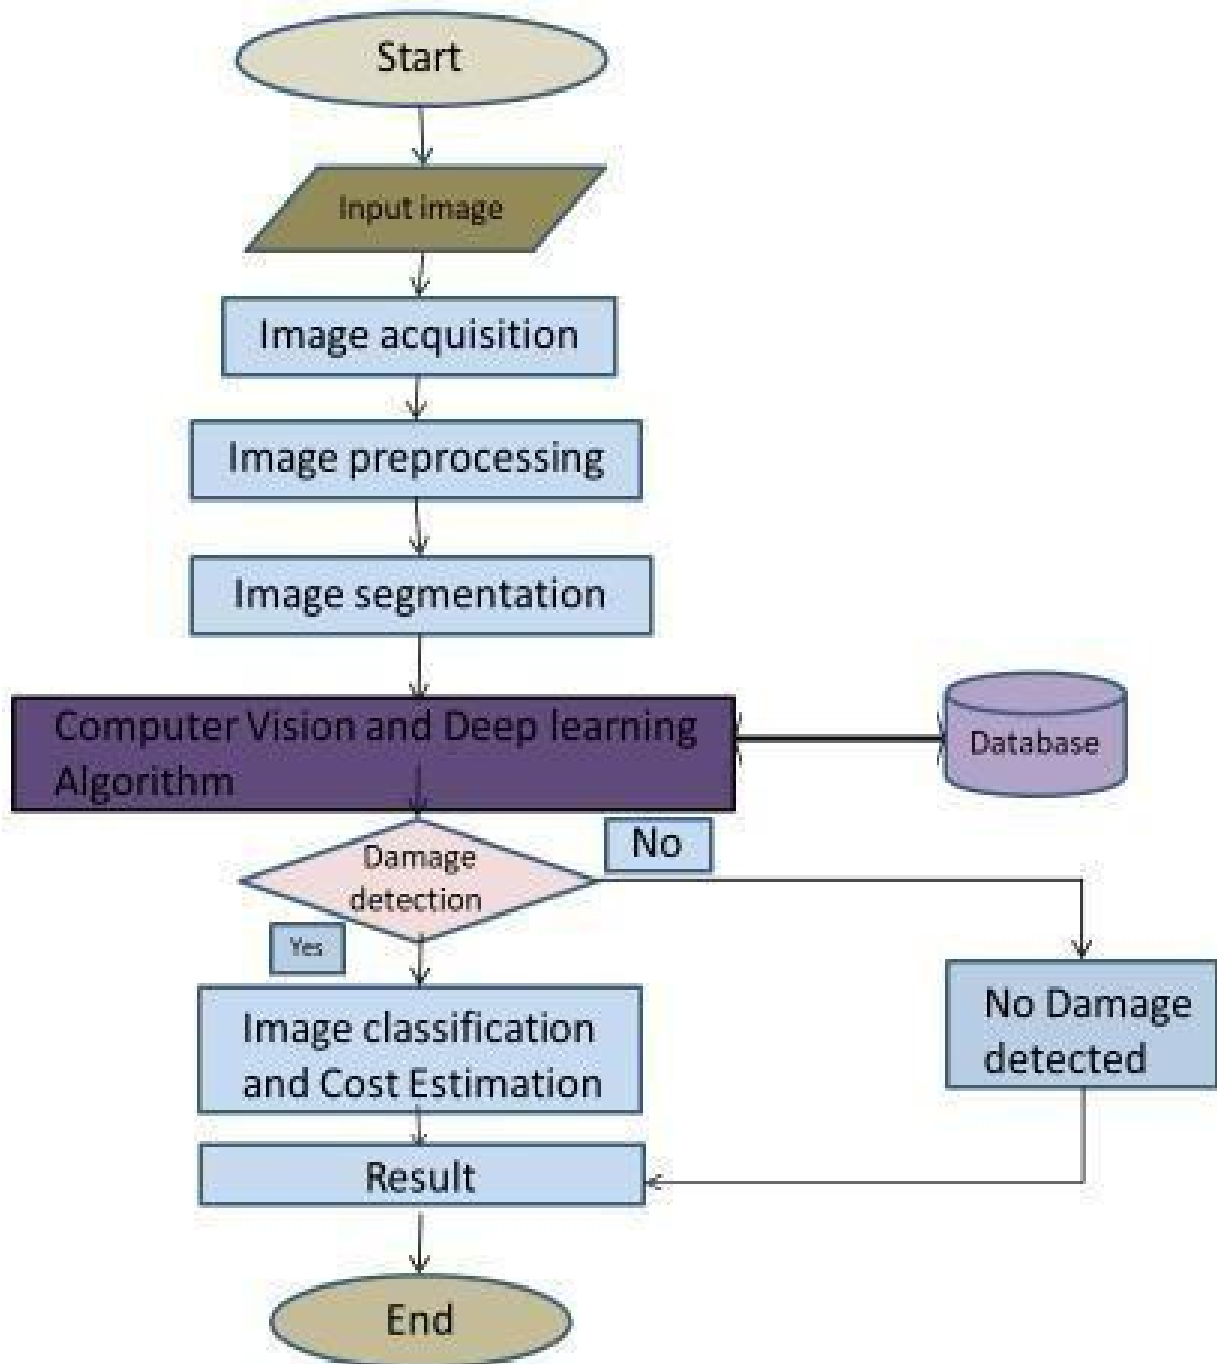 Start
Input image
Image acquisition
Image preprocessing
Image segmentation
Computer Vision and Deep learning
Algorithm
Database
Damage
detection
No
Yes
Image classification
and Cost Estimation
No Damage
detected
Result
End